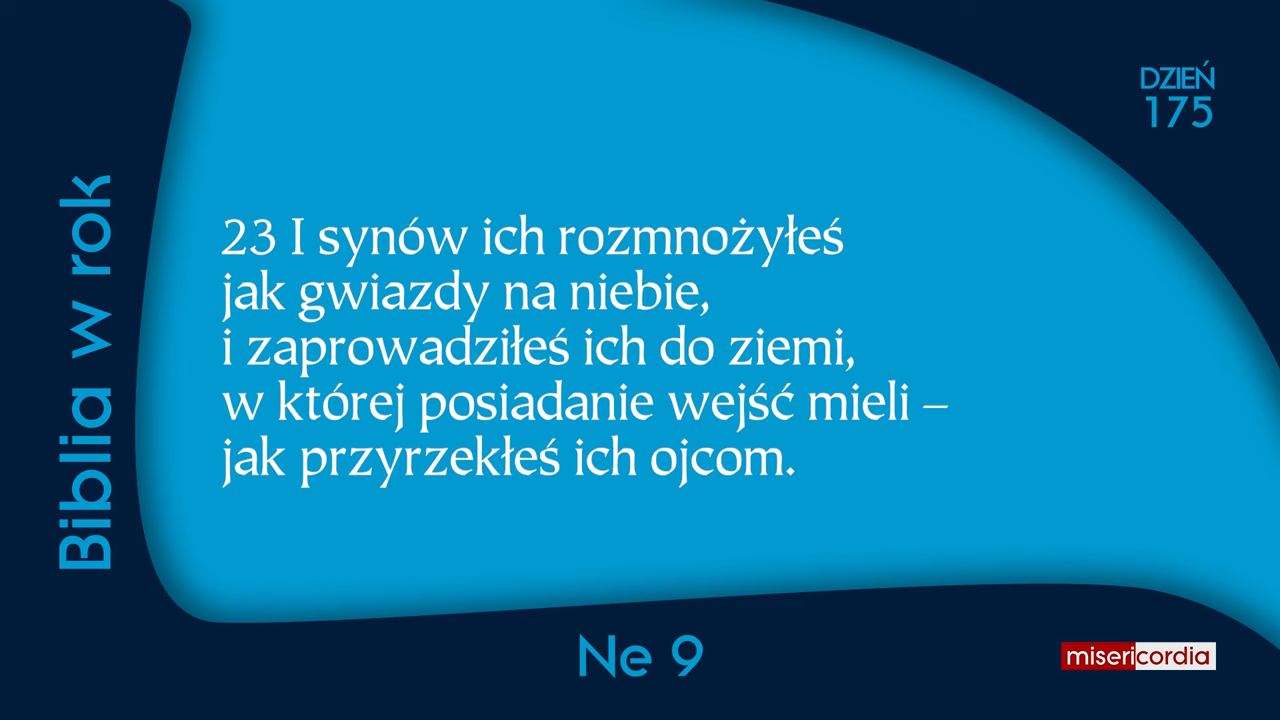 DZIEŃ
175
Biblia w rok
23 I synów ich rozmnożyłeś
jak gwiazdy na niebie,
i zaprowadziłeś ich do ziemi,
w której posiadanie wejść mieli –
jak przyrzekłeś ich ojcom.
Ne 9
misericordia